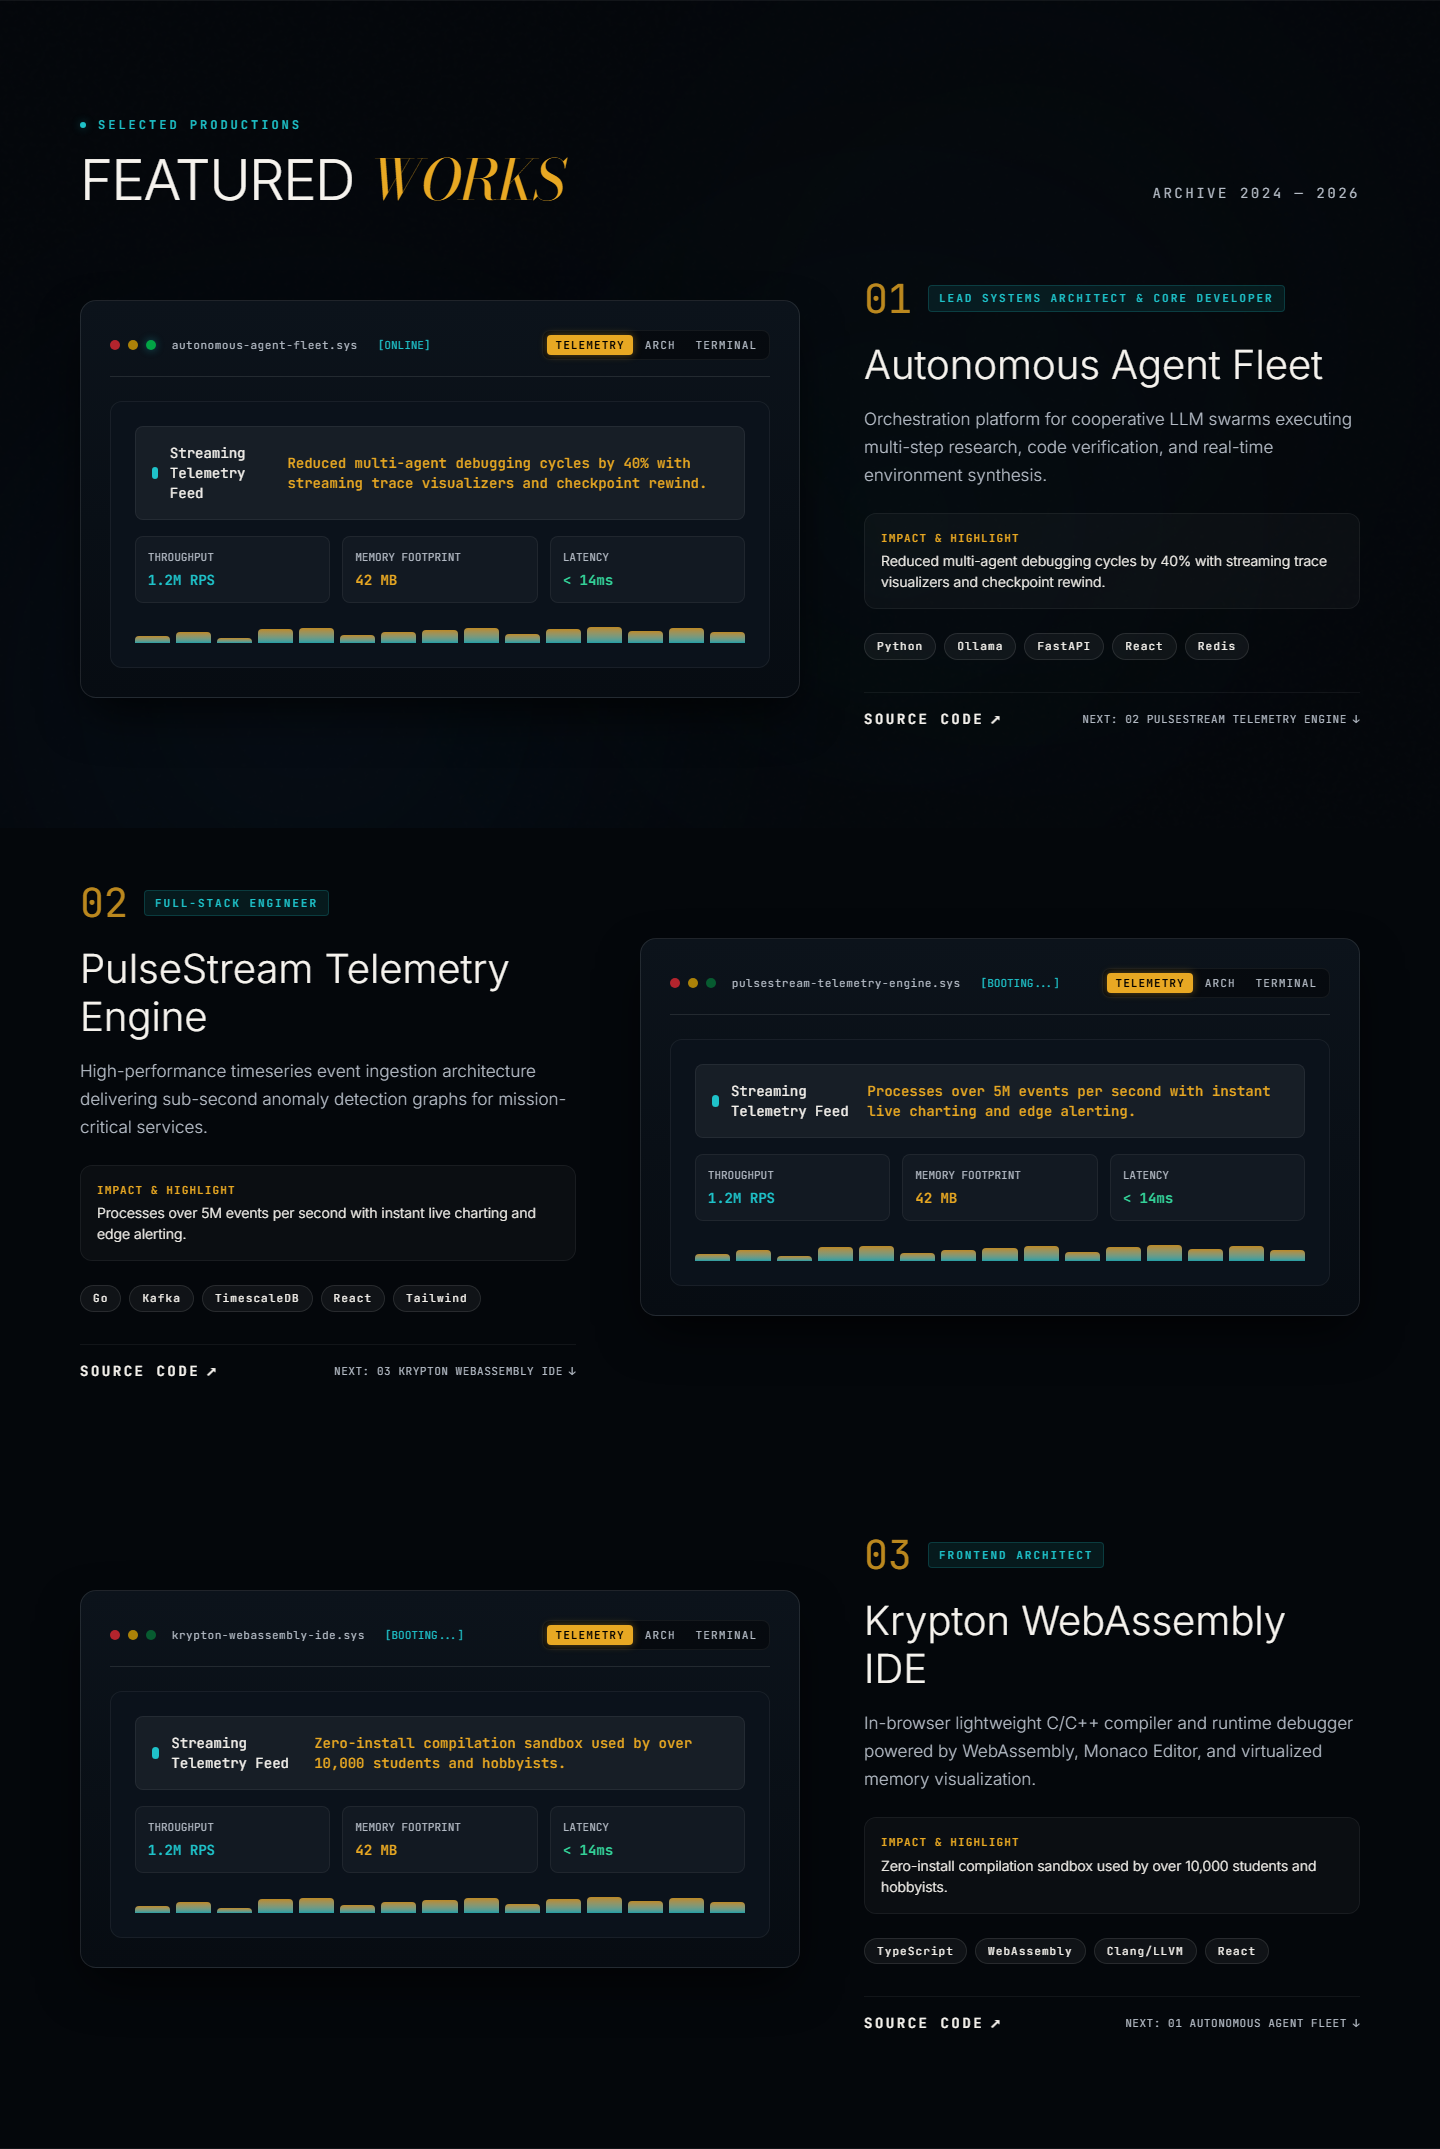 SELECTED PRODUCTIONS
FEATURED WORKS
ARCHIVE 2024 — 2026
autonomous-agent-fleet.sys [ONLINE] TELEMETRY ARCH TERMINAL
Streaming
Telemetry
Feed
Reduced multi-agent debugging cycles by 40% with
streaming trace visualizers and checkpoint rewind.
THROUGHPUT
1.2M RPS
MEMORY FOOTPRINT
42 MB
LATENCY
< 14ms
01 LEAD SYSTEMS ARCHITECT & CORE DEVELOPER
Autonomous Agent Fleet
Orchestration platform for cooperative LLM swarms executing
multi-step research, code verification, and real-time
environment synthesis.
IMPACT & HIGHLIGHT
Reduced multi-agent debugging cycles by 40% with streaming trace
visualizers and checkpoint rewind.
Python Ollama FastAPI React Redis
SOURCE CODE ↗ NEXT: 02 PULSESTREAM TELEMETRY ENGINE ↓
02 FULL-STACK ENGINEER
PulseStream Telemetry
Engine
High-performance timeseries event ingestion architecture
delivering sub-second anomaly detection graphs for mission-
critical services.
IMPACT & HIGHLIGHT
Processes over 5M events per second with instant live charting and
edge alerting.
Go Kafka TimescaleDB React Tailwind
SOURCE CODE ↗ NEXT: 03 KRYPTON WEBASSEMBLY IDE ↓
pulsestream-telemetry-engine.sys [BOOTING...] TELEMETRY ARCH TERMINAL
Streaming
Telemetry Feed
Processes over 5M events per second with instant
live charting and edge alerting.
THROUGHPUT
1.2M RPS
MEMORY FOOTPRINT
42 MB
LATENCY
< 14ms
krypton-webassembly-ide.sys [BOOTING...] TELEMETRY ARCH TERMINAL
Streaming
Telemetry Feed
Zero-install compilation sandbox used by over
10,000 students and hobbyists.
THROUGHPUT
1.2M RPS
MEMORY FOOTPRINT
42 MB
LATENCY
< 14ms
03 FRONTEND ARCHITECT
Krypton WebAssembly
IDE
In-browser lightweight C/C++ compiler and runtime debugger
powered by WebAssembly, Monaco Editor, and virtualized
memory visualization.
IMPACT & HIGHLIGHT
Zero-install compilation sandbox used by over 10,000 students and
hobbyists.
TypeScript WebAssembly Clang/LLVM React
SOURCE CODE ↗ NEXT: 01 AUTONOMOUS AGENT FLEET ↓